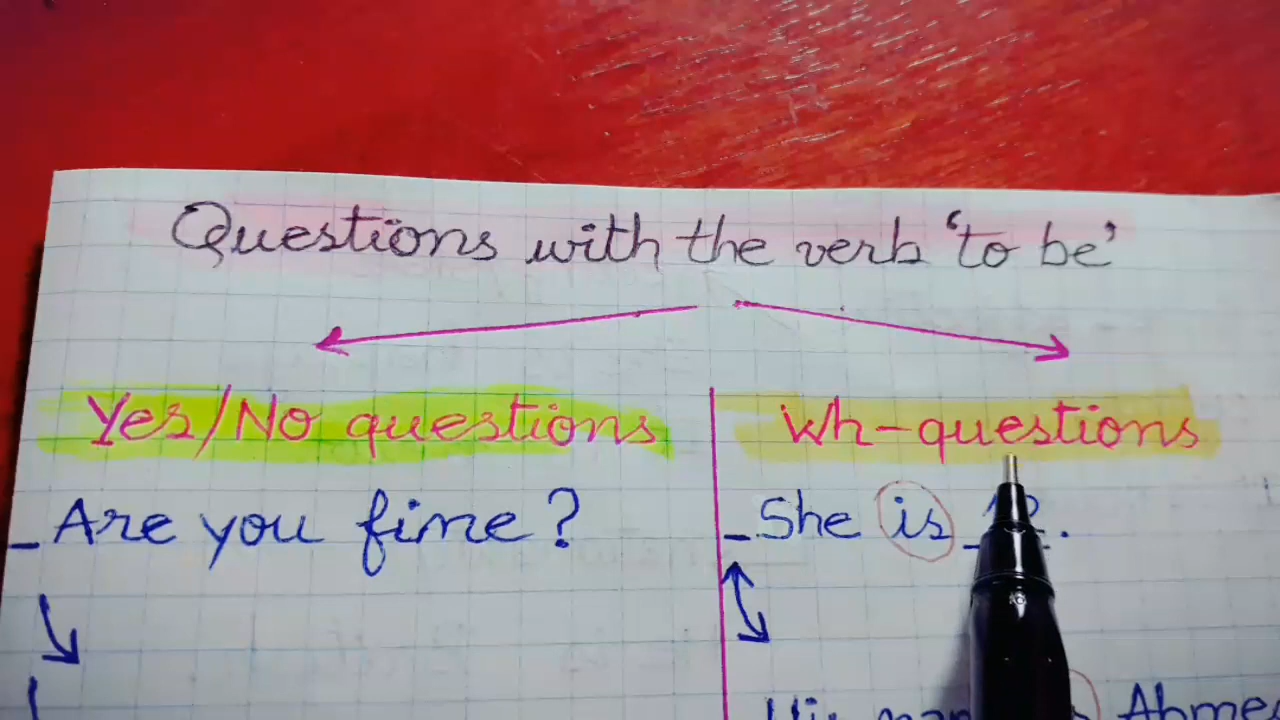 Questions with the verb 'to be'
Yes/No questions
Wh-questions
_ Are you fine?
_ She is